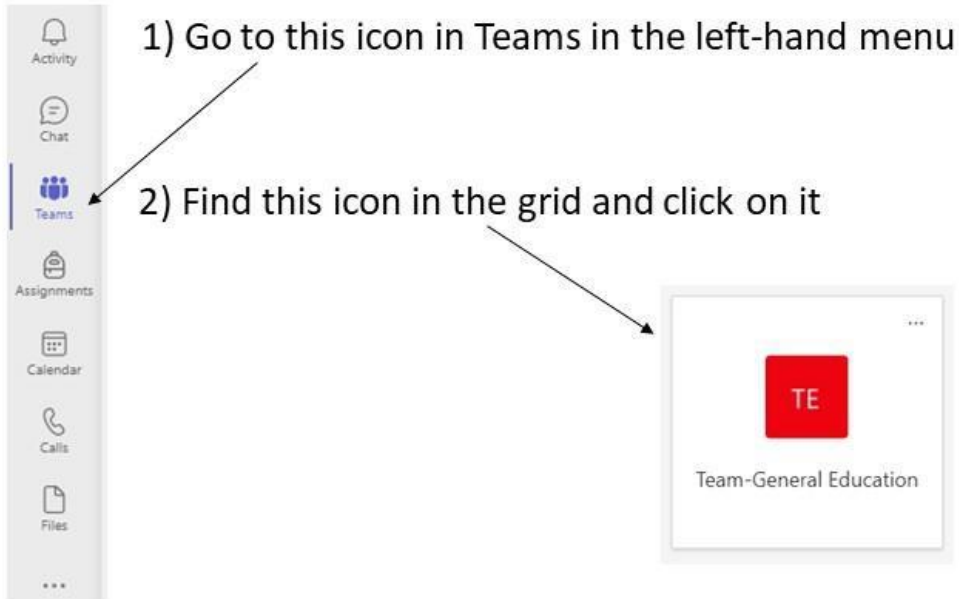 Activity
1) Go to this icon in Teams in the left-hand menu
Chat
Teams
2) Find this icon in the grid and click on it
Assignments
Calendar
Calls
Files
...
...
TE
Team-General Education